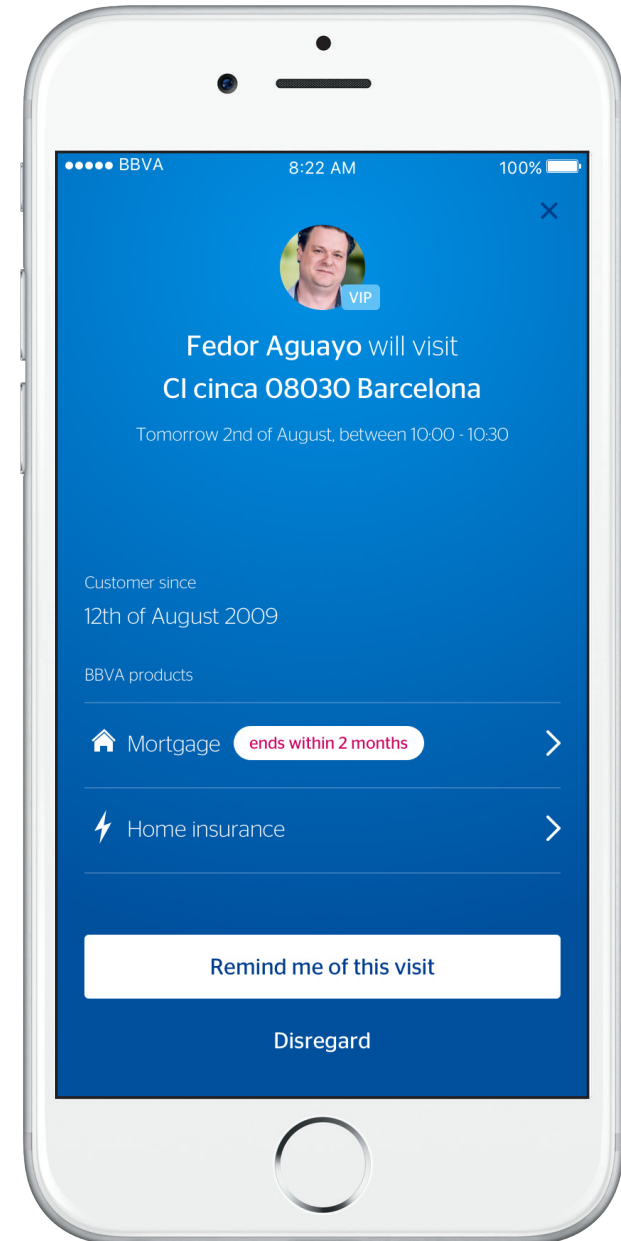 BBVA 8:22 AM 100%
VIP
Fedor Aguayo will visit
Cl cinca 08030 Barcelona
Tomorrow 2nd of August, between 10:00 - 10:30
Customer since
12th of August 2009
BBVA products
Mortgage ends within 2 months
Home insurance
Remind me of this visit
Disregard